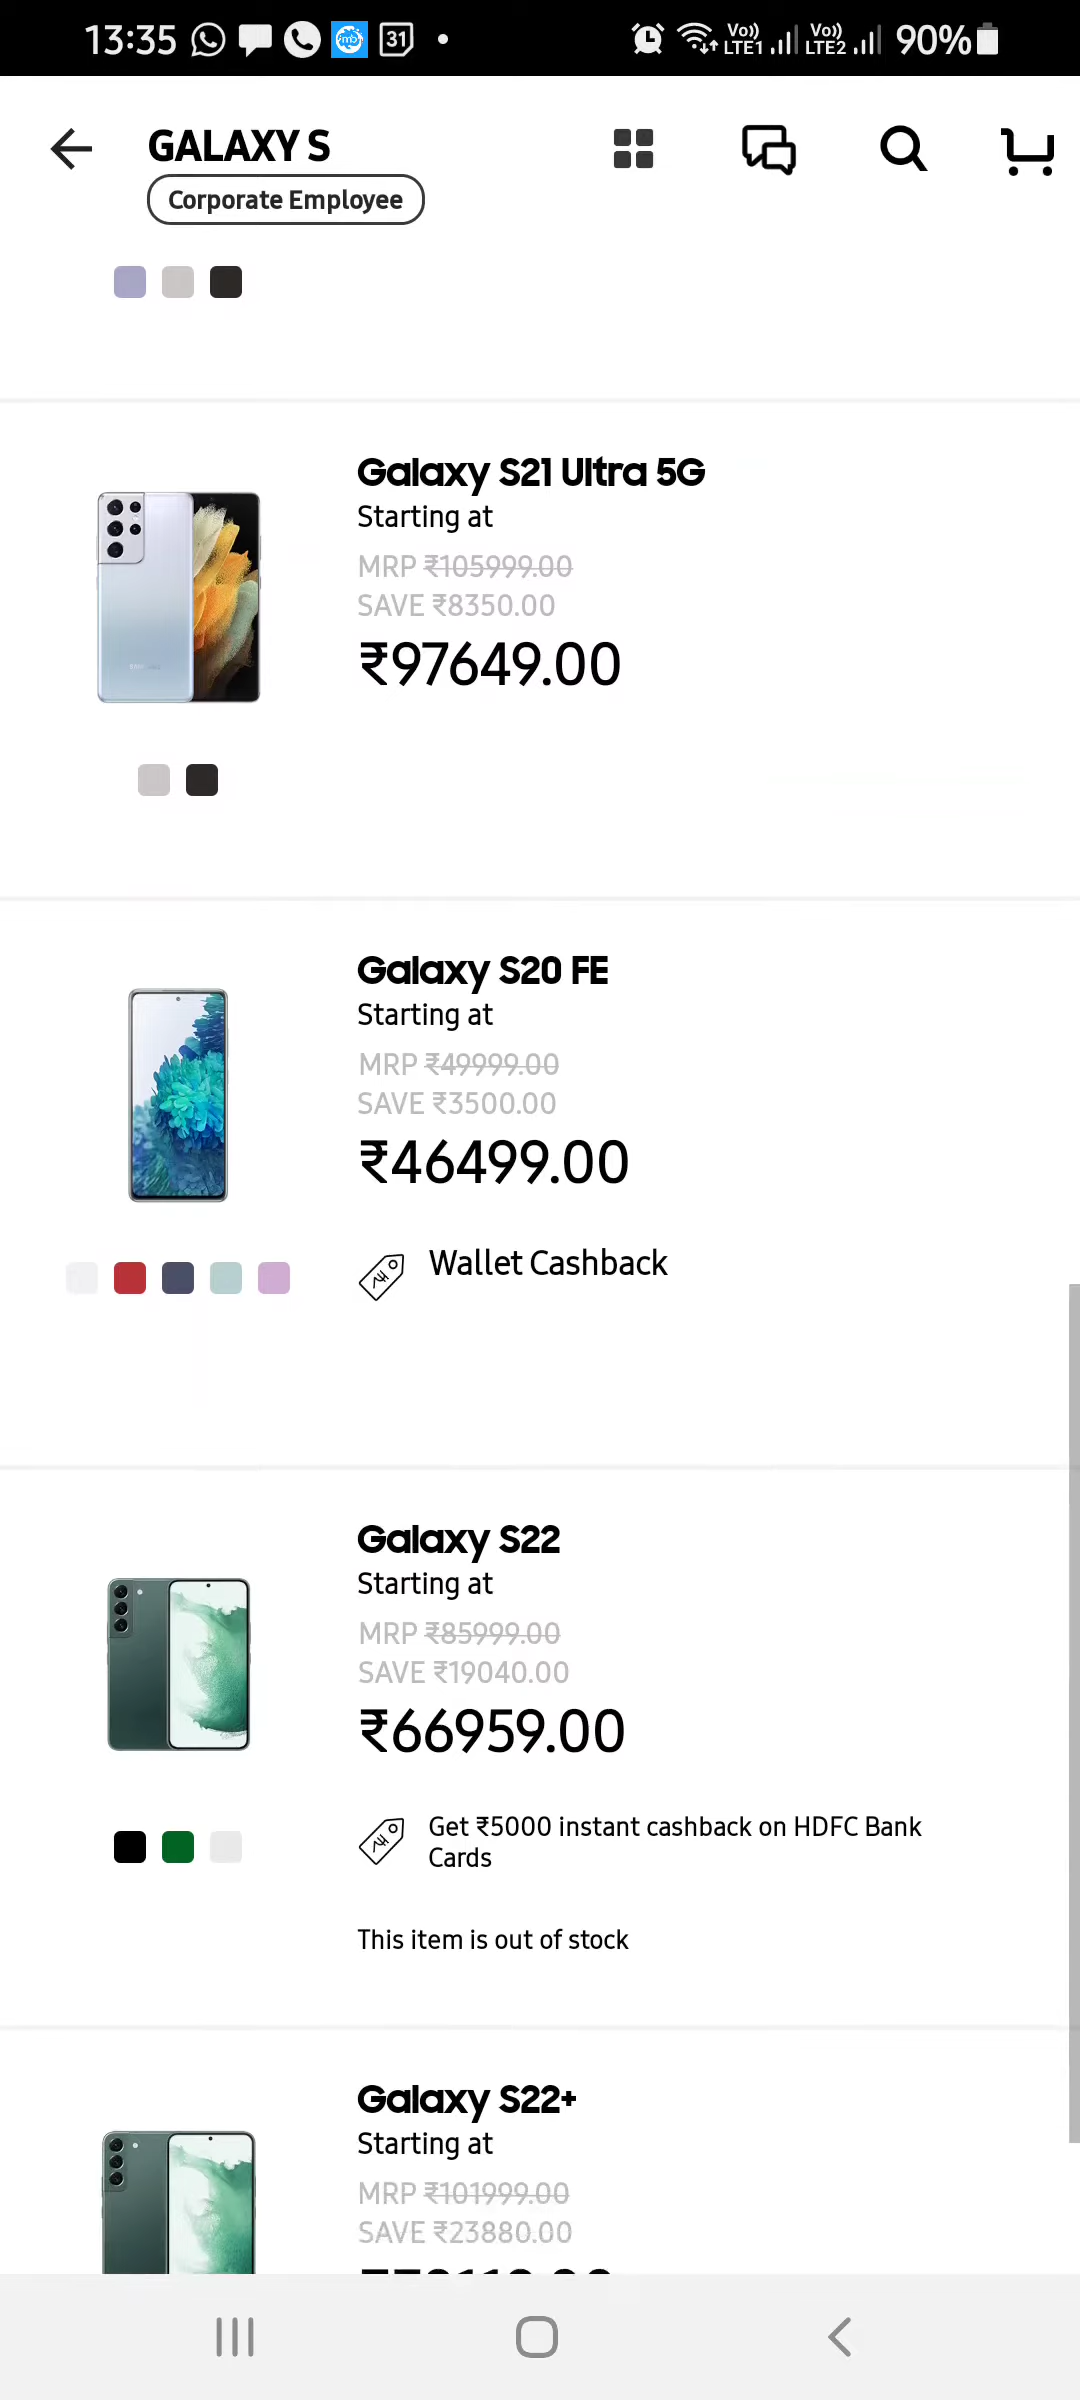 13:35
31
Vo)) LTE1
Vo)) LTE2
90%
GALAXY S
Corporate Employee
Galaxy S21 Ultra 5G
Starting at
MRP ₹105999.00
SAVE ₹8350.00
₹97649.00
Galaxy S20 FE
Starting at
MRP ₹49999.00
SAVE ₹3500.00
₹46499.00
Wallet Cashback
Galaxy S22
Starting at
MRP ₹85999.00
SAVE ₹19040.00
₹66959.00
Get ₹5000 instant cashback on HDFC Bank
Cards
This item is out of stock
Galaxy S22+
Starting at
MRP ₹101999.00
SAVE ₹23880.00